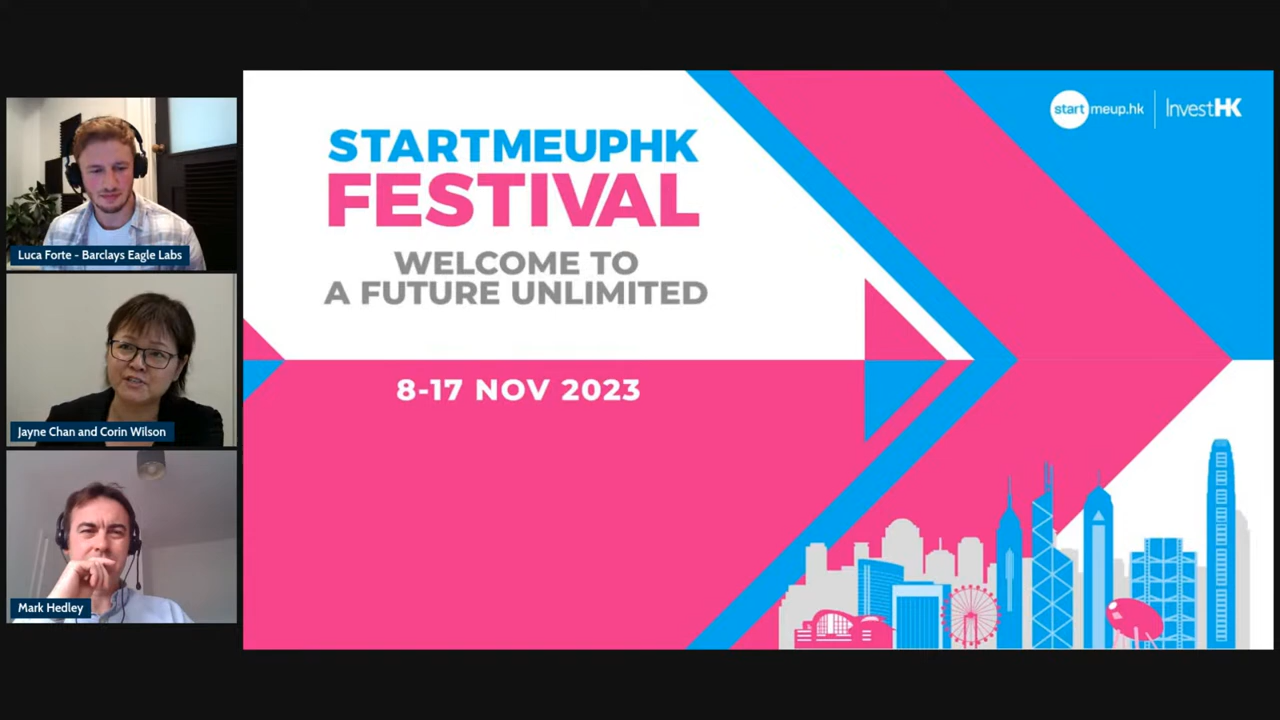 Luca Forte - Barclays Eagle Labs
Jayne Chan and Corin Wilson
Mark Hedley
STARTMEUPHK
FESTIVAL
WELCOME TO
A FUTURE UNLIMITED
8-17 NOV 2023
startmeup.hk InvestHK